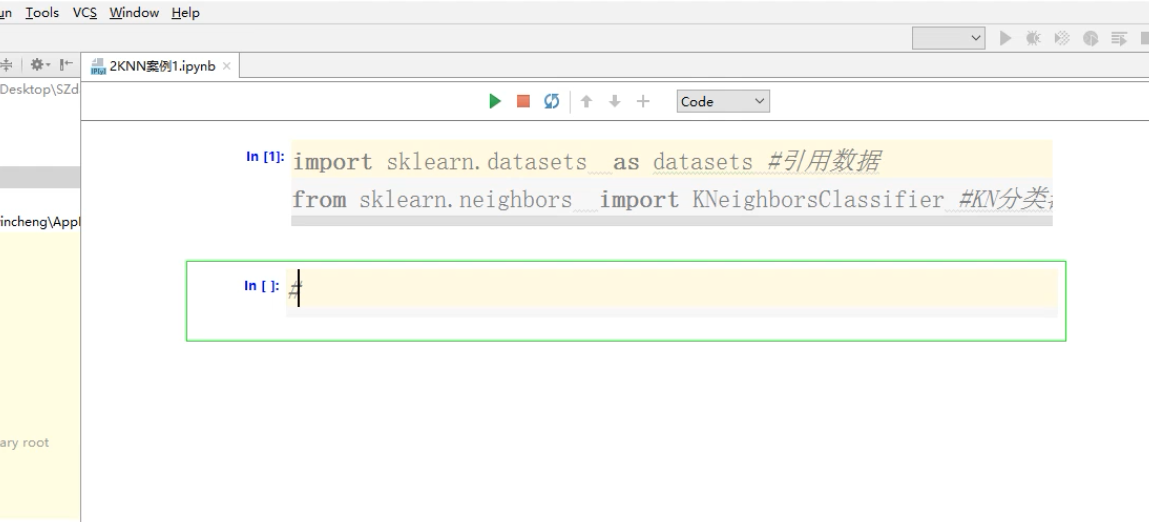 Tools VCS Window Help
2KNN案例1.ipynb
Desktop\SZd
Code
In [1]: import sklearn.datasets as datasets #引用数据
from sklearn.neighbors import KNeighborsClassifier #KN分类
incheng\App
In [ ]: #
ary root